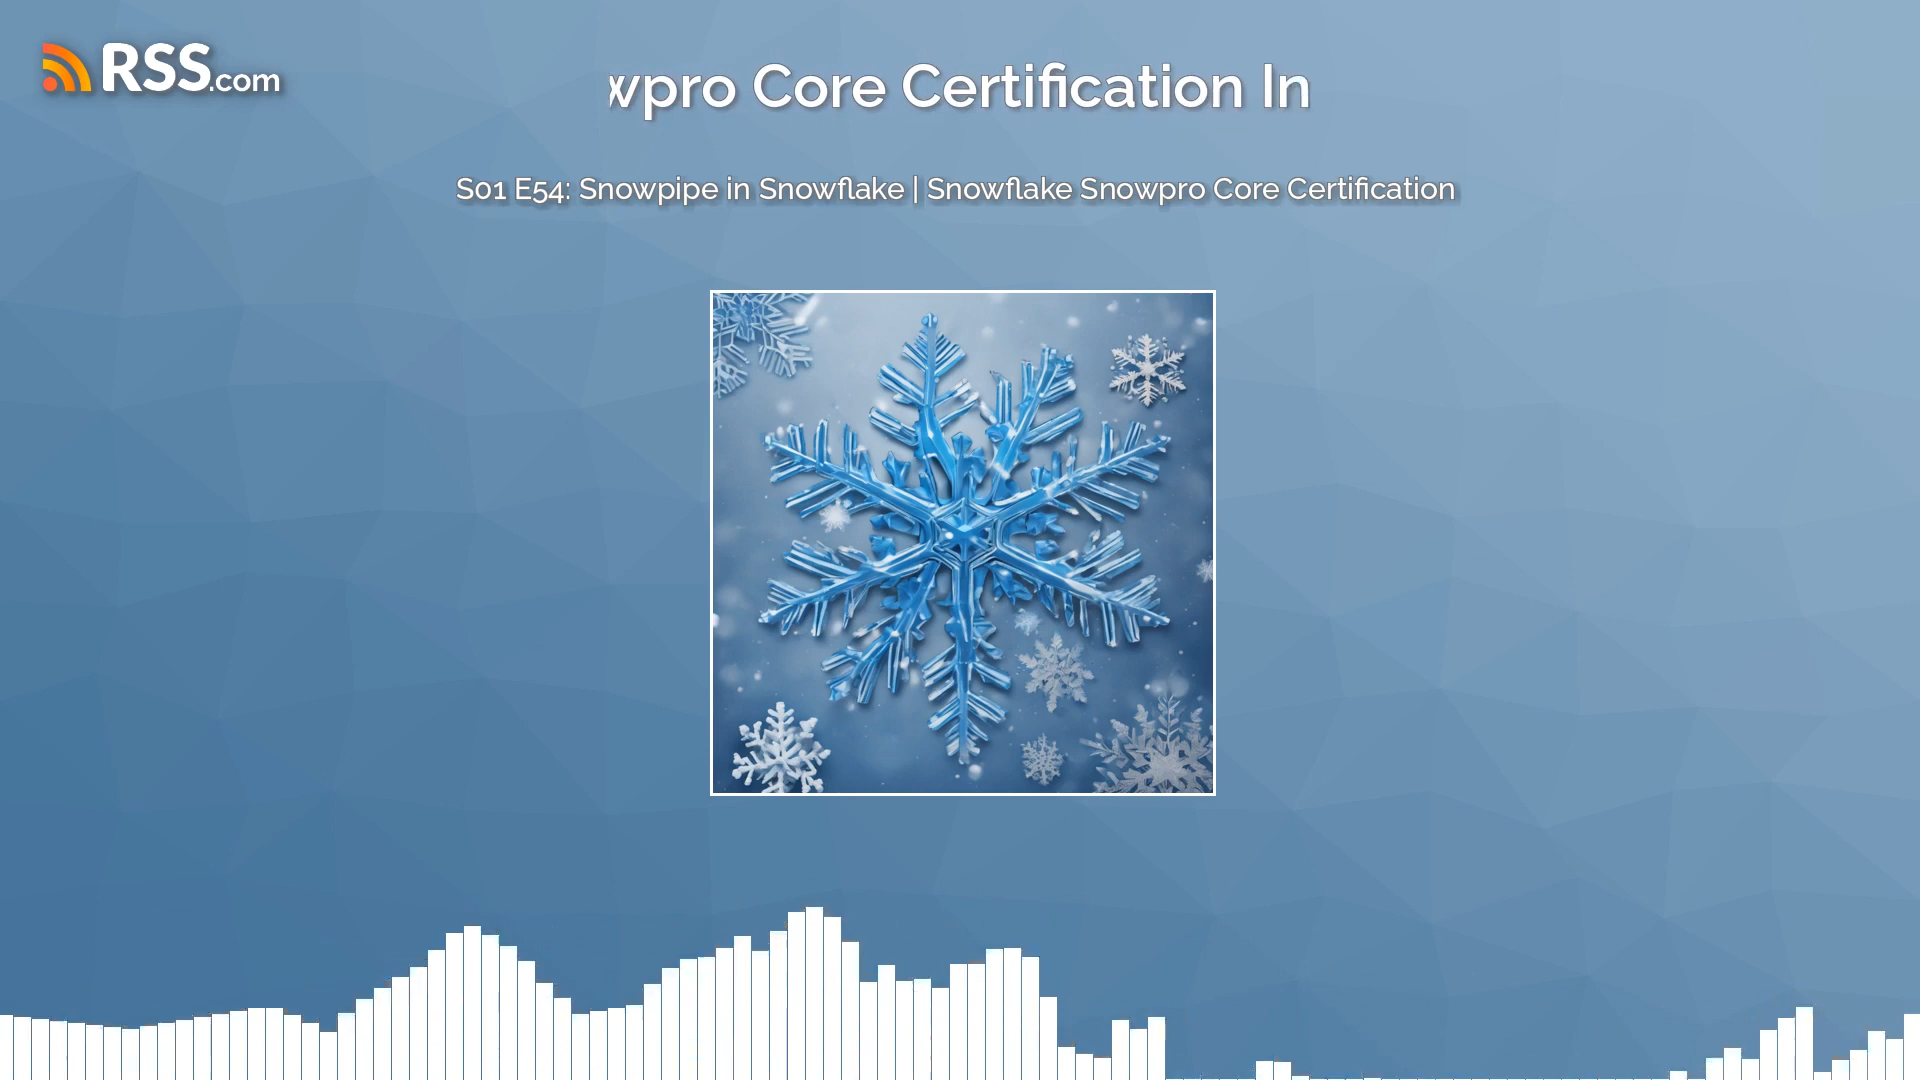 RSS.com
wpro Core Certification In
S01 E54: Snowpipe in Snowflake | Snowflake Snowpro Core Certification